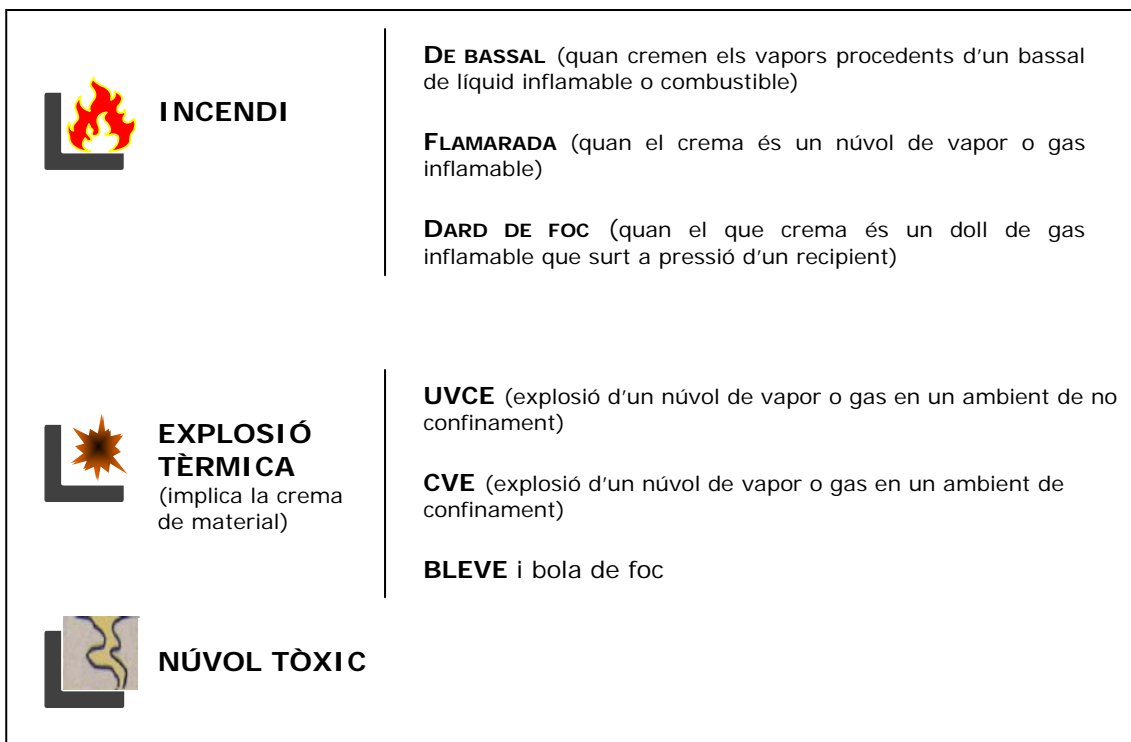 INCENDI
DE BASSAL (quan cremen els vapors procedents d'un bassal
de líquid inflamable o combustible)
FLAMARADA (quan el crema és un núvol de vapor o gas
inflamable)
DARD DE FOC (quan el que crema és un doll de gas
inflamable que surt a pressió d'un recipient)
EXPLOSIÓ
TÈRMICA
(implica la crema
de material)
UVCE (explosió d'un núvol de vapor o gas en un ambient de no
confinament)
CVE (explosió d'un núvol de vapor o gas en un ambient de
confinament)
BLEVE i bola de foc
NÚVOL TÒXIC